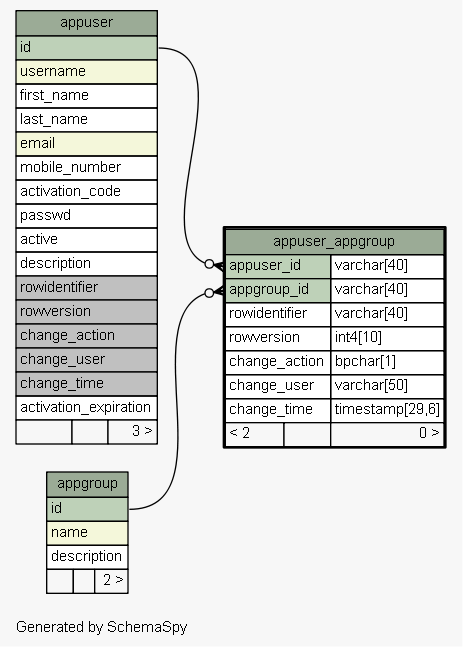 appuser
id
username
first_name
last_name
email
mobile_number
activation_code
passwd
active
description
rowidentifier
rowversion
change_action
change_user
change_time
activation_expiration
3 >
appuser_appgroup
appuser_id varchar[40]
appgroup_id varchar[40]
rowidentifier varchar[40]
rowversion int4[10]
change_action bpchar[1]
change_user varchar[50]
change_time timestamp[29,6]
< 2 0 >
appgroup
id
name
description
2 >
Generated by SchemaSpy